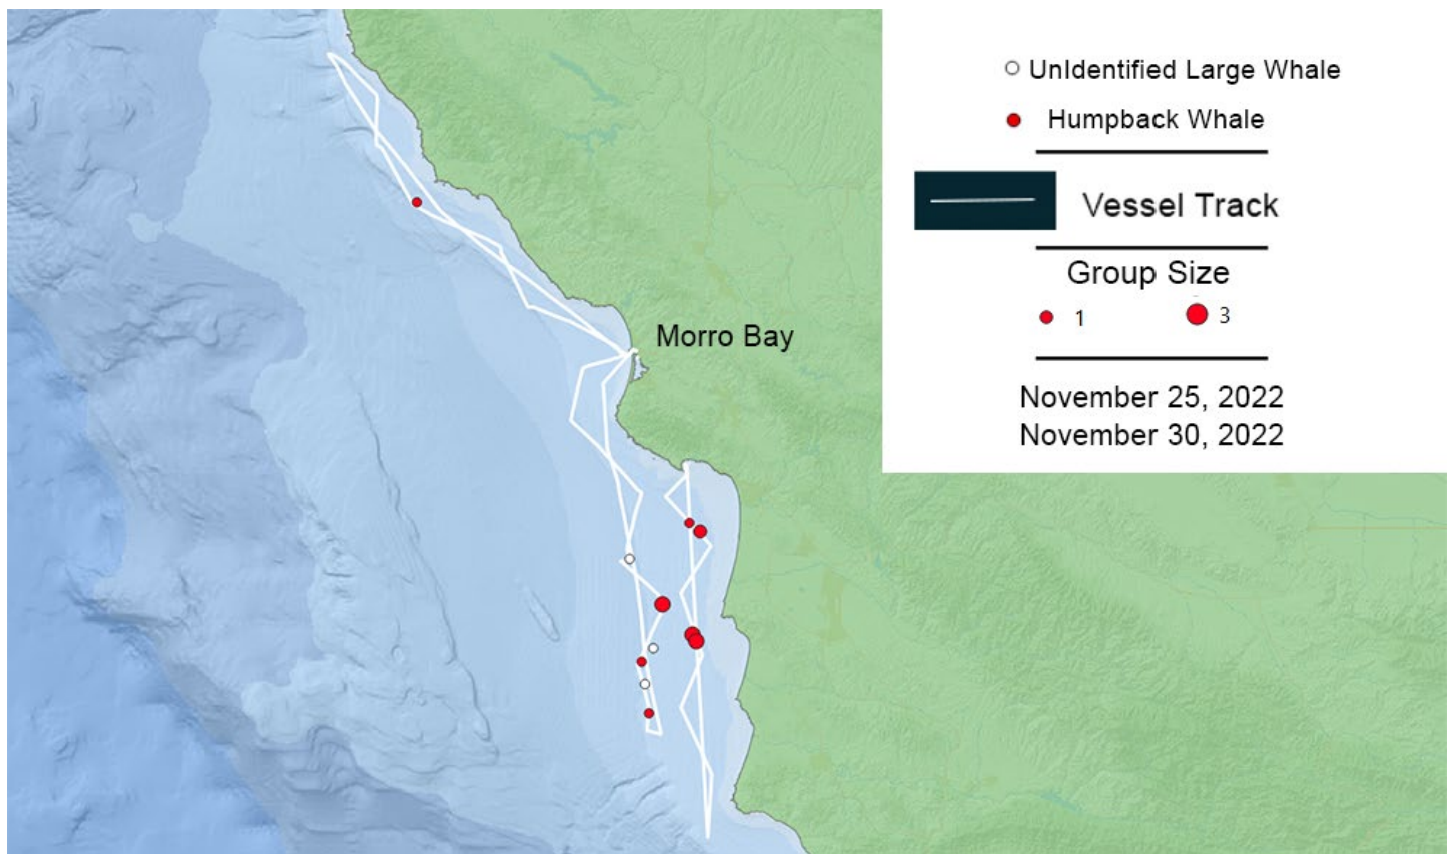 UnIdentified Large Whale
Humpback Whale
Vessel Track
Group Size
1 3
Morro Bay
November 25, 2022
November 30, 2022